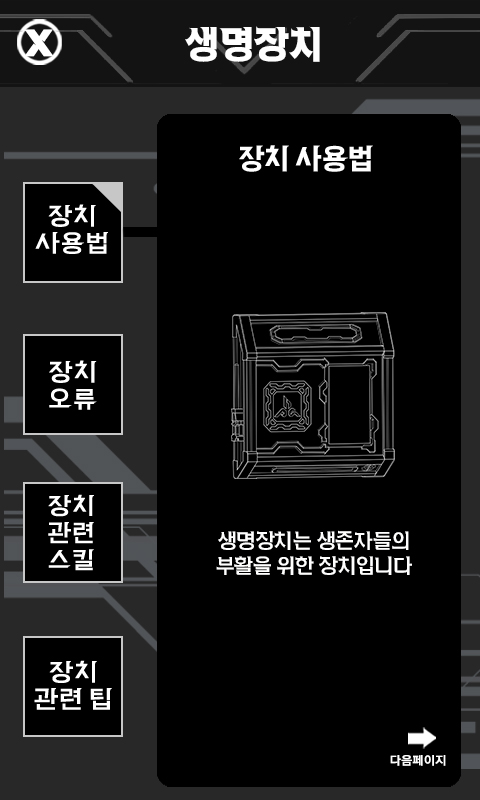 X
생명장치
장치 사용법
장치
사용법
장치
오류
장치
관련
스킬
장치
관련 팁
생명장치는 생존자들의
부활을 위한 장치입니다
다음페이지